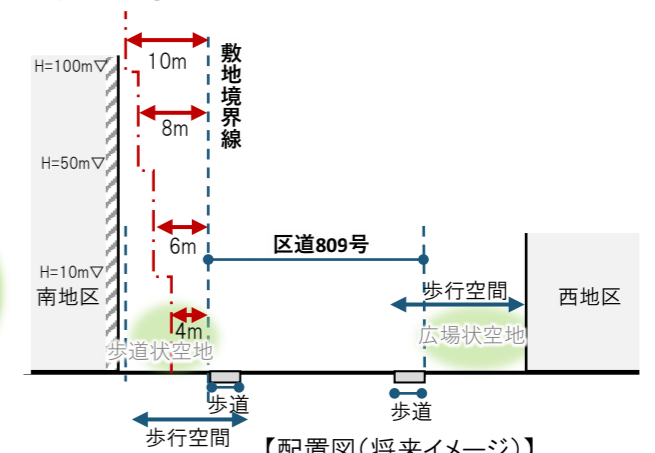 H=100m▽
10m
敷地境界線
8m
H=50m▽
6m
区道809号
H=10m▽
南地区
4m
歩道状空地
歩行空間
西地区
広場状空地
歩道
歩道
歩行空間
【配置図(将来イメージ)】